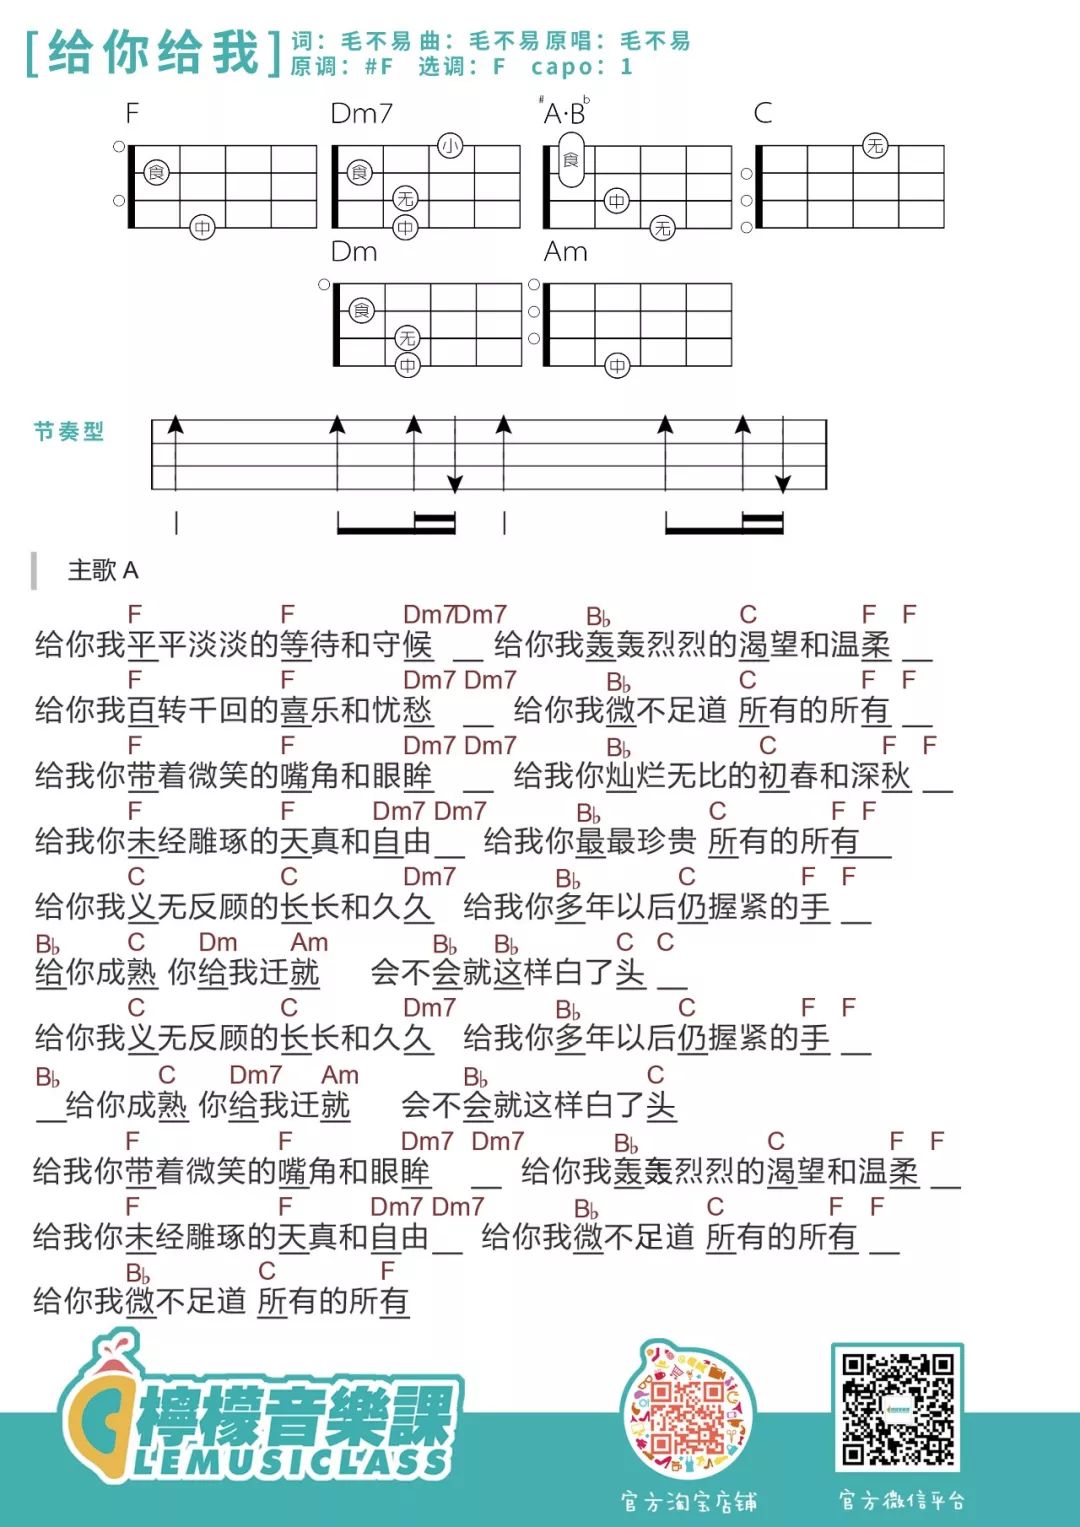 [给你给我] 词：毛不易 曲：毛不易 原唱：毛不易
原调：#F 选调：F capo：1
F Dm7 #A·Bb C
食 中 食 小 无 中 食 中 无 无
Dm Am
食 无 中 中
节奏型
主歌 A
F F Dm7 Dm7 B♭ C F F
给你我平平淡淡的等待和守候 __ 给你我轰轰烈烈的渴望和温柔 __
F F Dm7 Dm7 B♭ C F F
给你我百转千回的喜乐和忧愁 __ 给你我微不足道 所有的所有 __
F F Dm7 Dm7 B♭ C F F
给我你带着微笑的嘴角和眼眸 __ 给我你灿烂无比的初春和深秋 __
F F Dm7 Dm7 B♭ C F F
给我你未经雕琢的天真和自由 __ 给我你最最珍贵 所有的所有 __
C C Dm7 B♭ C F F
给你我义无反顾的长长和久久 给我你多年以后仍握紧的手 __
B♭ C Dm Am B♭ B♭ C C
给你成熟 你给我迁就 会不会就这样白了头 __
C C Dm7 B♭ C F F
给你我义无反顾的长长和久久 给我你多年以后仍握紧的手 __
B♭ C Dm7 Am B♭ C
__给你成熟 你给我迁就 会不会就这样白了头
F F Dm7 Dm7 B♭ C F F
给我你带着微笑的嘴角和眼眸 __ 给你我轰轰烈烈的渴望和温柔 __
F F Dm7 Dm7 B♭ C F F
给我你未经雕琢的天真和自由 __ 给你我微不足道 所有的所有 __
B♭ C F
给你我微不足道 所有的所有
檸檬音樂課
LEMUSICLASS
官方淘宝店铺 官方微信平台